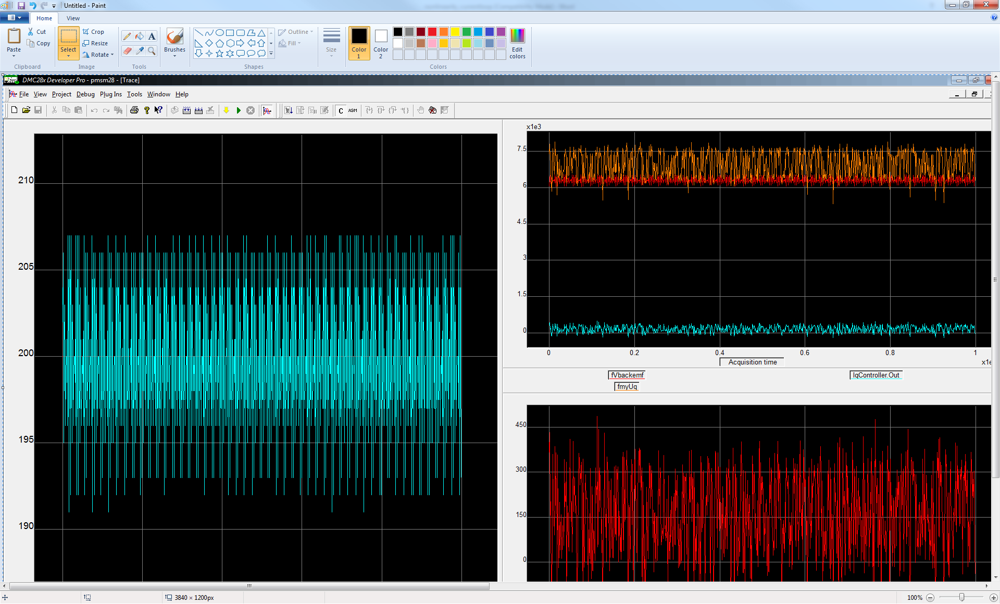 Untitled - Paint
Home View
Paste
Cut
Copy
Clipboard
Select
Crop
Resize
Rotate
Image
A
Tools
Brushes
Outline
Fill
Shapes
Size
Color 1
Color 2
Edit colors
Colors
DMC28x Developer Pro - pmsm28 - [Trace]
File View Project Debug Plug Ins Tools Window Help
C ASM
210
205
200
195
190
x1e3
7.5
6
4.5
3
1.5
0
0 0.2 0.4 0.6 0.8 1
Acquisition time
x1e
fVbackemf
IqController.Out
fmyUq
450
300
150
0
3840 × 1200px
100%